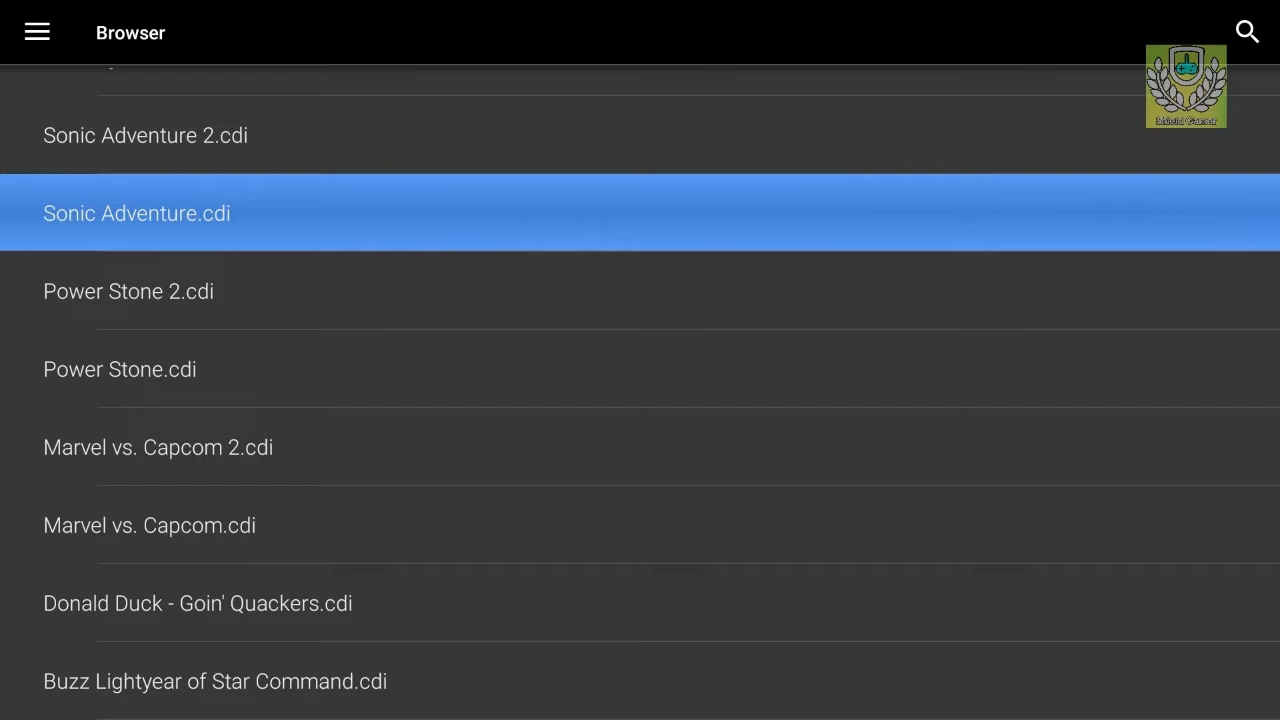 Browser
Sonic Adventure 2.cdi
Sonic Adventure.cdi
Power Stone 2.cdi
Power Stone.cdi
Marvel vs. Capcom 2.cdi
Marvel vs. Capcom.cdi
Donald Duck - Goin' Quackers.cdi
Buzz Lightyear of Star Command.cdi